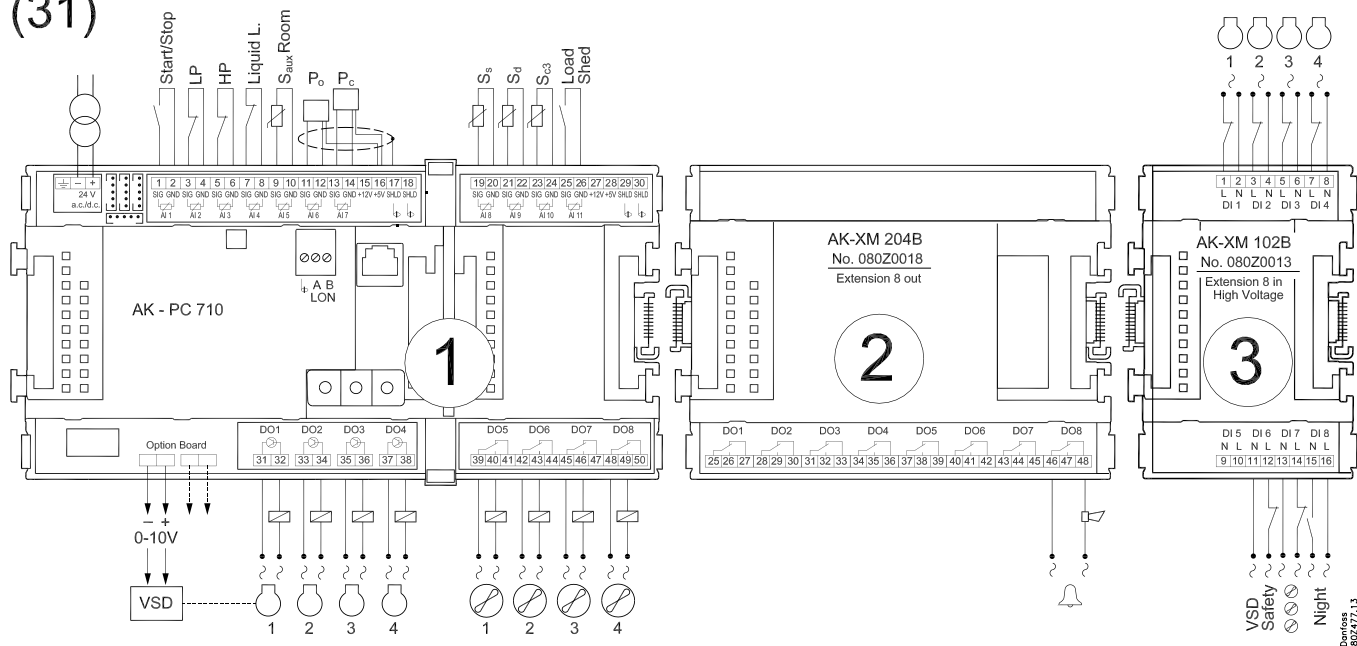 (31)
Start/Stop
LP
HP
Liquid L.
Saux Room
Po Pc
Ss
Sd
Sc3
Load
Shed
1 2 3 4
– +
24 V
a.c./d.c.
1 2 3 4 5 6 7 8 9 10 11 12 13 14 15 16 17 18
SIG GND SIG GND SIG GND SIG GND SIG GND SIG GND SIG GND +12V +5V SHLD SHLD
AI 1 AI 2 AI 3 AI 4 AI 5 AI 6 AI 7
19 20 21 22 23 24 25 26 27 28 29 30
SIG GND SIG GND SIG GND SIG GND +12V +5V SHLD SHLD
AI 8 AI 9 AI 10 AI 11
1 2 3 4 5 6 7 8
L N L N L N L N
DI 1 DI 2 DI 3 DI 4
A B
LON
AK - PC 710
1
AK-XM 204B
No. 080Z0018
Extension 8 out
2
AK-XM 102B
No. 080Z0013
Extension 8 in
High Voltage
3
Option Board
DO1 DO2 DO3 DO4
31 32 33 34 35 36 37 38
DO5 DO6 DO7 DO8
39 40 41 42 43 44 45 46 47 48 49 50
DO1 DO2 DO3 DO4 DO5 DO6 DO7 DO8
25 26 27 28 29 30 31 32 33 34 35 36 37 38 39 40 41 42 43 44 45 46 47 48
DI 5 DI 6 DI 7 DI 8
N L N L N L N L
9 10 11 12 13 14 15 16
– +
0-10V
VSD
1 2 3 4
1 2 3 4
VSD
Safety
Night
Danfoss
80Z477.13